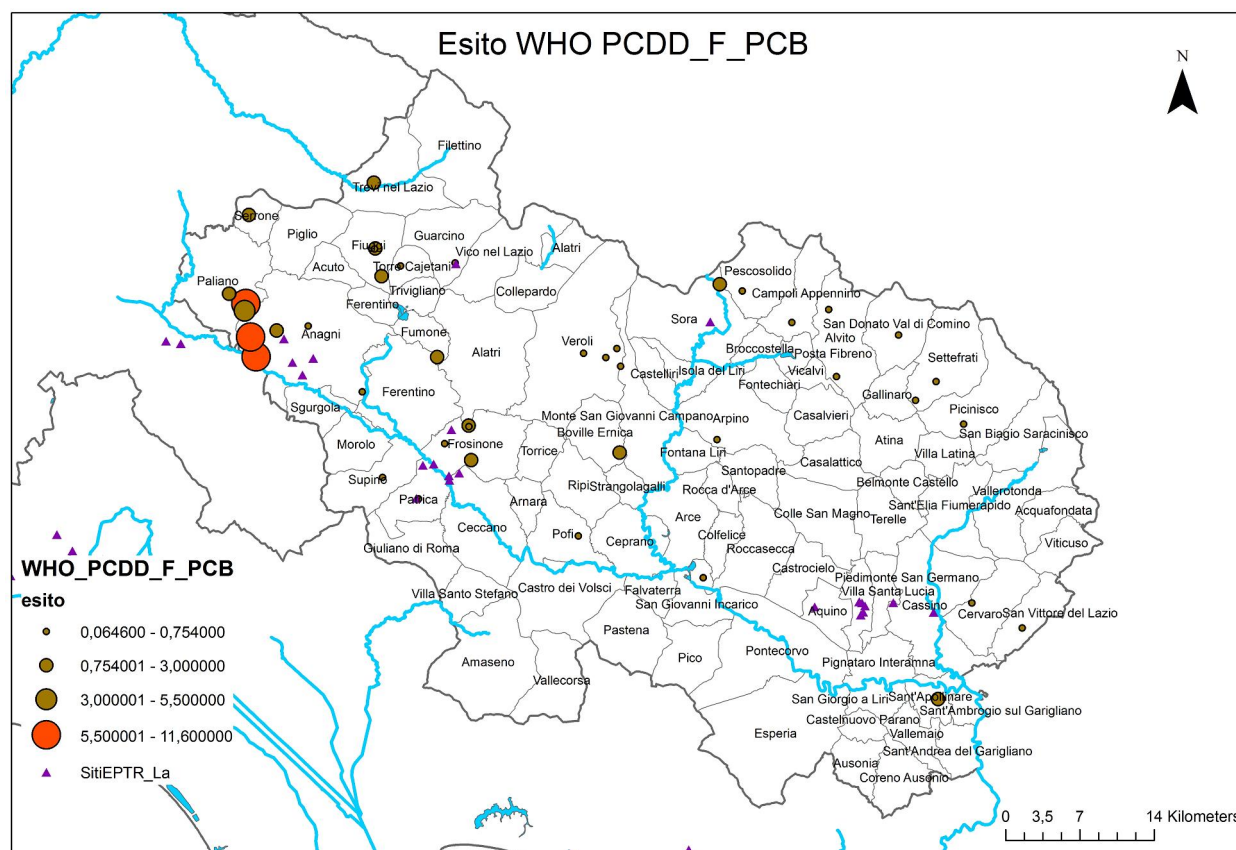 Esito WHO PCDD_F_PCB
N
Filettino
Trevi nel Lazio
Serrone
Piglio
Fiuggi
Guarcino
Vico nel Lazio
Alatri
Acuto
Torre Cajetani
Trivigliano
Collepardo
Paliano
Ferentino
Anagni
Fumone
Alatri
Veroli
Pescosolido
Campoli Appennino
Sora
San Donato Val di Comino
Alvito
Broccostella
Posta Fibreno
Settefrati
Castelliri
Isola del Liri
Vicalvi
Fontechiari
Gallinaro
Sgurgola
Ferentino
Monte San Giovanni Campano
Arpino
Casalvieri
Picinisco
Morolo
Frosinone
Boville Ernica
Torrice
Fontana Liri
Atina
San Biagio Saracinisco
Casalattico
Villa Latina
Supino
Santopadre
Ripi
Strangolagalli
Rocca d'Arce
Belmonte Castello
Vallerotonda
Patrica
Arnara
Sant'Elia Fiumerapido
Acquafondata
Ceccano
Arce
Colle San Magno
Terelle
Pofi
Ceprano
Colfelice
Viticuso
Giuliano di Roma
Roccasecca
Castrocielo
Piedimonte San Germano
Villa Santo Stefano
Castro dei Volsci
Falvaterra
Villa Santa Lucia
San Giovanni Incarico
Aquino
Cassino
Cervaro
San Vittore del Lazio
Pastena
Amaseno
Pico
Pontecorvo
Pignataro Interamna
Vallecorsa
San Giorgio a Liri
Sant'Apollinare
Sant'Ambrogio sul Garigliano
Castelnuovo Parano
Esperia
Vallemaio
Sant'Andrea del Garigliano
Ausonia
Coreno Ausonio
WHO_PCDD_F_PCB
esito
0,064600 - 0,754000
0,754001 - 3,000000
3,000001 - 5,500000
5,500001 - 11,600000
SitiEPTR_La
0 3,5 7 14 Kilometers